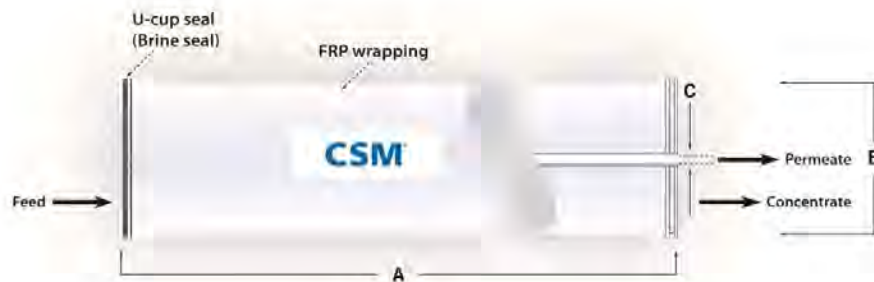 U-cup seal
(Brine seal)
FRP wrapping
C
CSM
Permeate
B
Feed
Concentrate
A